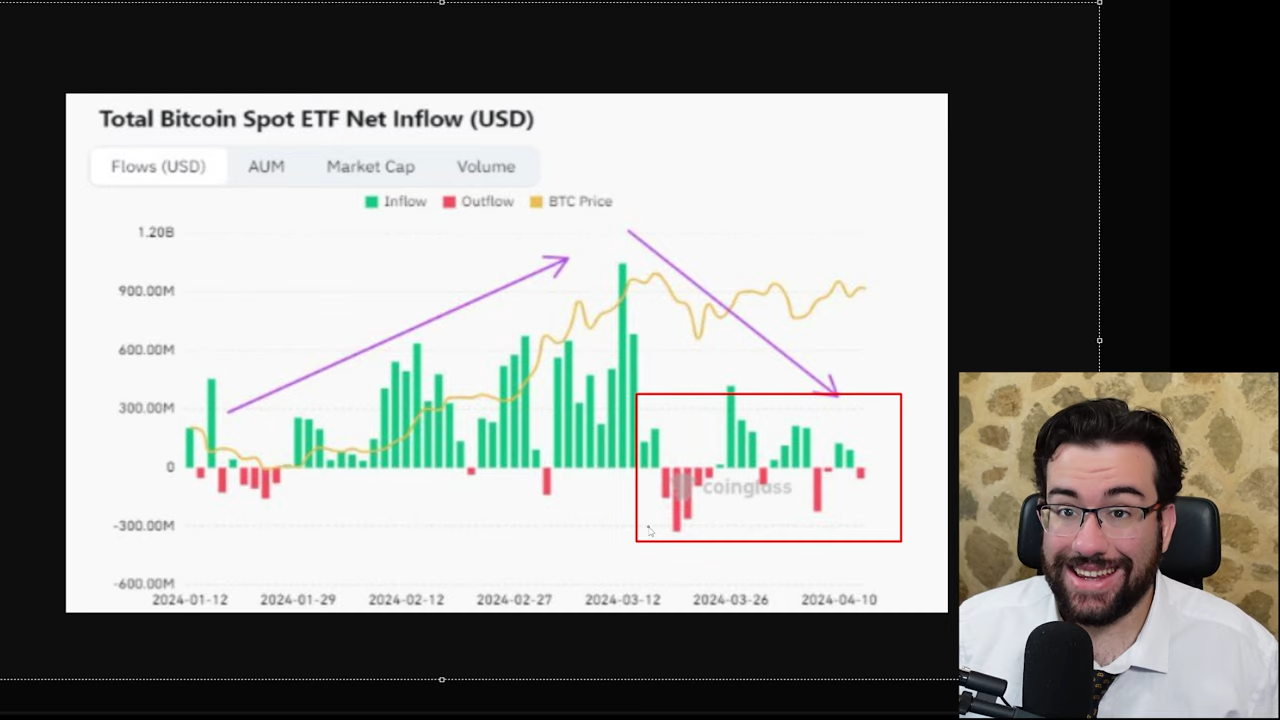 Total Bitcoin Spot ETF Net Inflow (USD)
Flows (USD) AUM Market Cap Volume
Inflow Outflow BTC Price
1.20B
900.00M
600.00M
300.00M
0
coinglass
-300.00M
-600.00M
2024-01-12 2024-01-29 2024-02-12 2024-02-27 2024-03-12 2024-03-26 2024-04-10